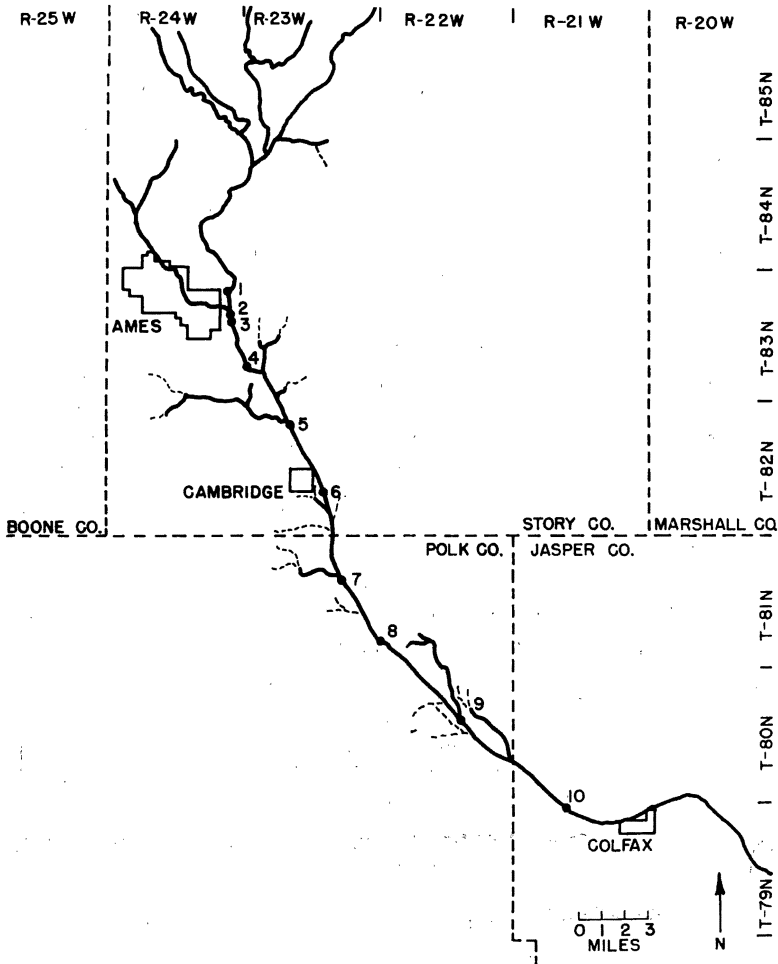 R-25 W
R-24W
R-23W
R-22W
R-21 W
R-20W
T-85N
T-84N
1
2
3
AMES
T-83N
4
5
T-82N
CAMBRIDGE
6
BOONE CO.
STORY CO.
MARSHALL CO.
POLK CO.
JASPER CO.
7
T-81N
8
9
T-80N
10
COLFAX
T-79N
0 1 2 3
MILES
N